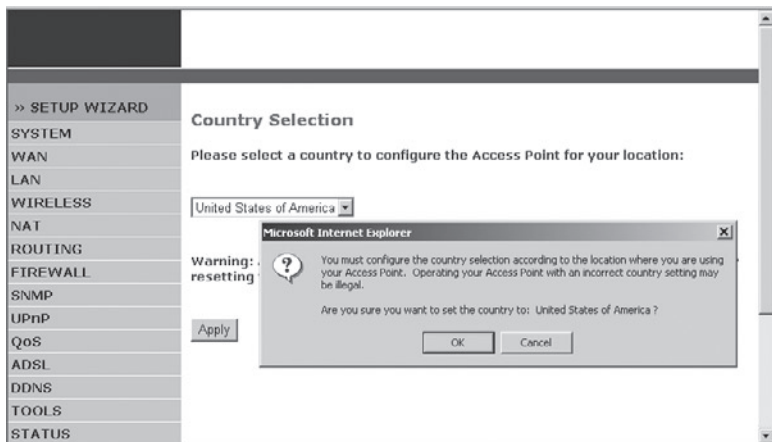 » SETUP WIZARD
SYSTEM
WAN
LAN
WIRELESS
NAT
ROUTING
FIREWALL
SNMP
UPnP
QoS
ADSL
DDNS
TOOLS
STATUS
Country Selection
Please select a country to configure the Access Point for your location:
United States of America
Warning:
resetting
Apply
Microsoft Internet Explorer
You must configure the country selection according to the location where you are using
your Access Point. Operating your Access Point with an incorrect country setting may
be illegal.
Are you sure you want to set the country to: United States of America ?
OK
Cancel